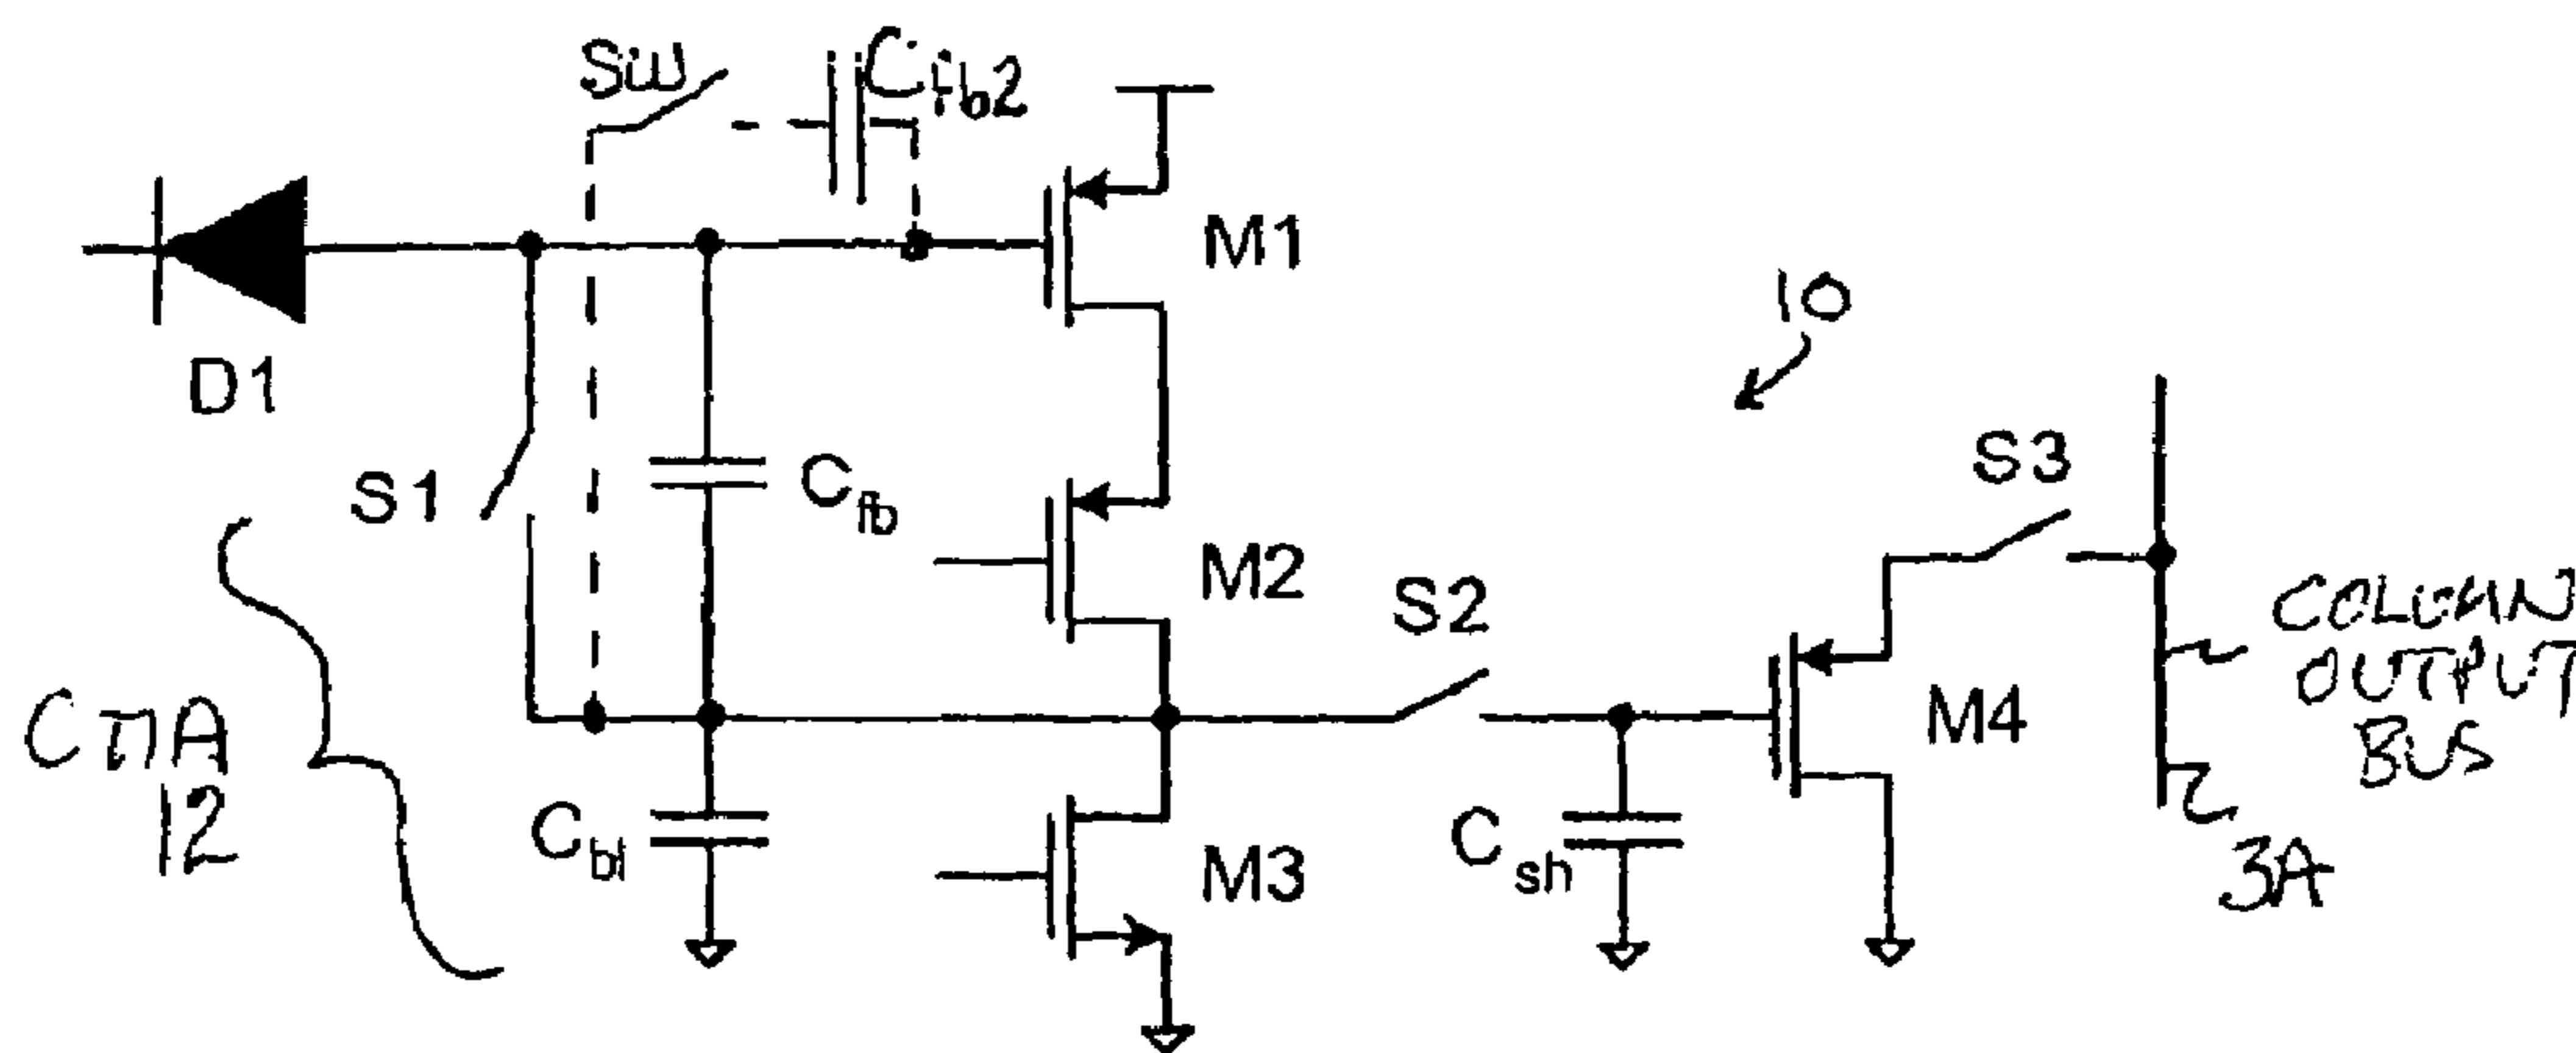 SW
Cfb2
M1
D1
10
S1
Cfb
S3
M2
S2
COLUMN
OUTPUT
BUS
CTIA
12
M4
Cbl
Csh
M3
3A